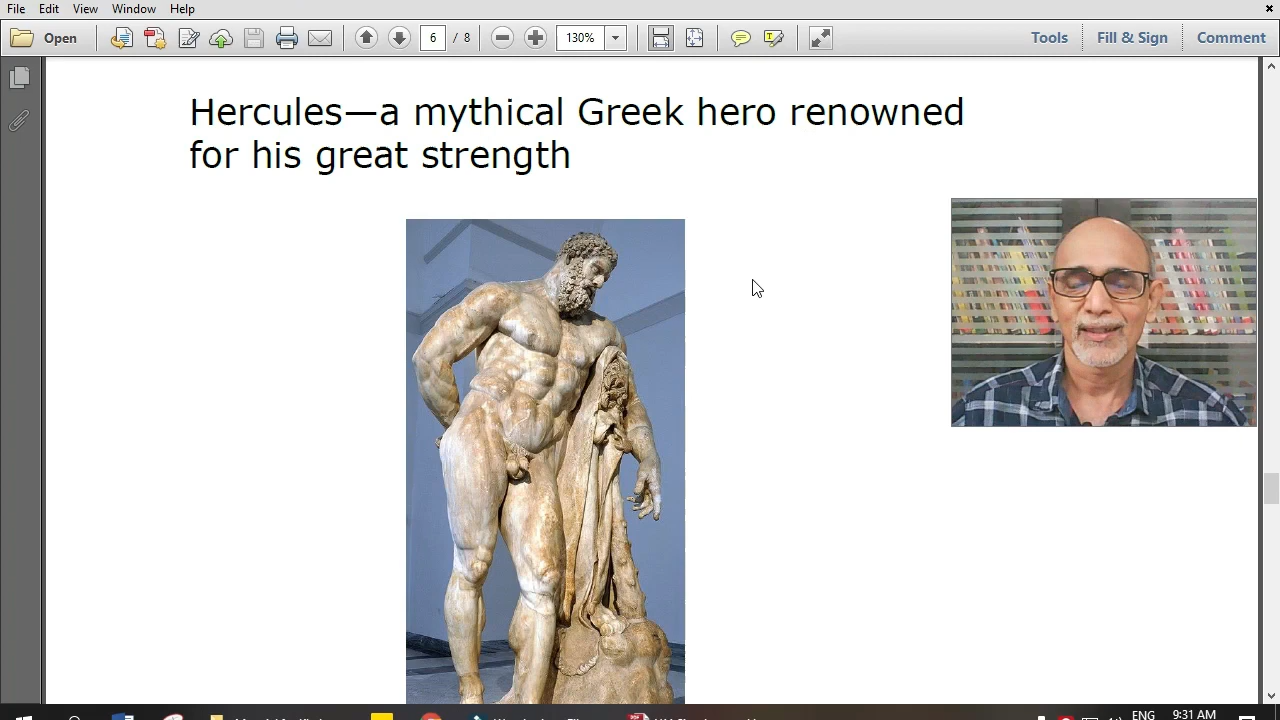 File Edit View Window Help
Open 6 / 8 130% Tools Fill & Sign Comment
Hercules—a mythical Greek hero renowned
for his great strength
ENG 9:31 AM